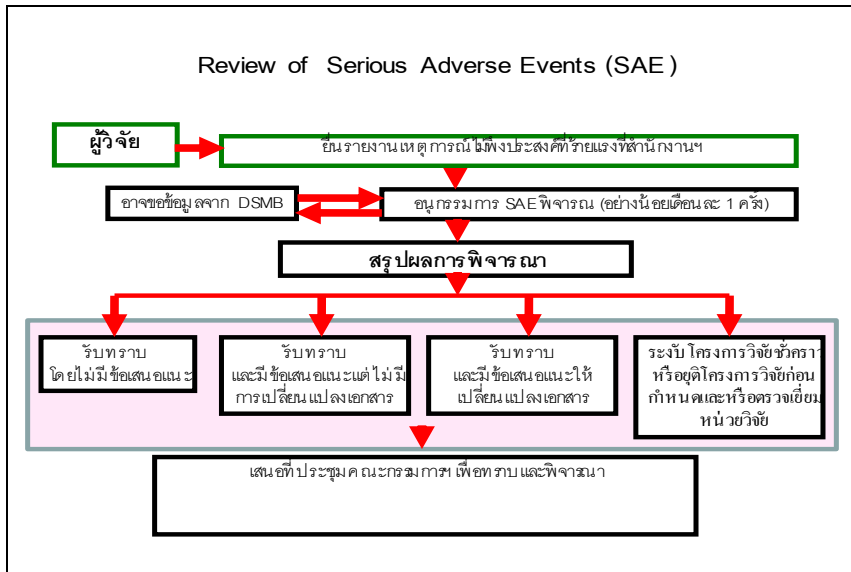 Review of Serious Adverse Events (SAE)
ผู้วิจัย
ยื่นรายงานเหตุการณ์ไม่พึงประสงค์ที่ร้ายแรงที่สำนักงานฯ
อาจขอข้อมูลจาก DSMB
อนุกรรมการ SAE พิจารณ (อย่างน้อยเดือนละ 1 ครั้ง)
สรุปผลการพิจารณา
รับทราบ
โดยไม่มีข้อเสนอแนะ
รับทราบ
และมีข้อเสนอแนะแต่ไม่มี
การเปลี่ยนแปลงเอกสาร
รับทราบ
และมีข้อเสนอแนะให้
เปลี่ยนแปลงเอกสาร
ระงับโครงการวิจัยชั่วครา
หรือยุติโครงการวิจัยก่อน
กำหนดและหรือตรวจเยี่ยม
หน่วยวิจัย
เสนอที่ประชุมคณะกรรมการฯ เพื่อทราบและพิจารณา